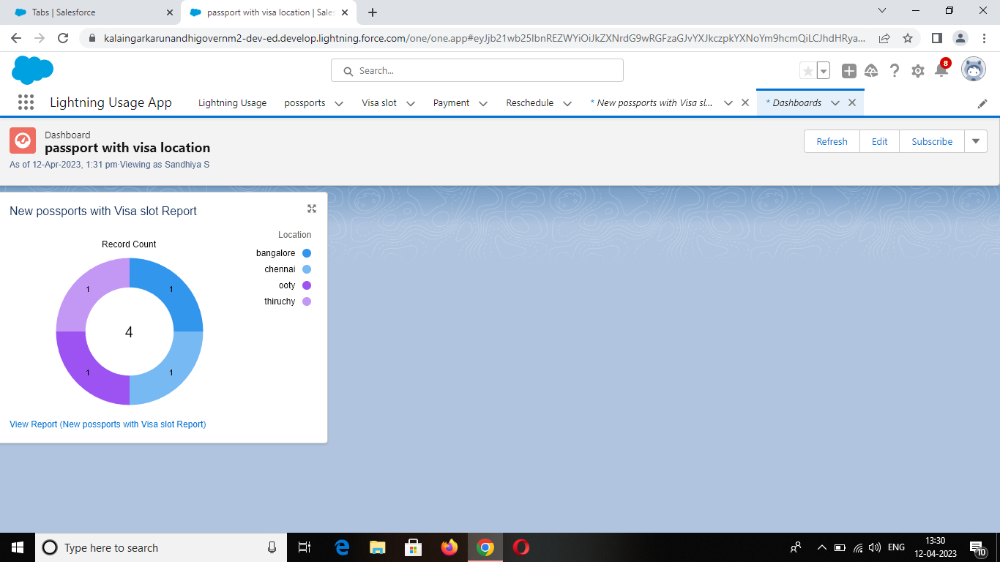 Tabs | Salesforce
passport with visa location | Sales
kalaingarkarunandhigovernm2-dev-ed.develop.lightning.force.com/one/one.app#eyJjb21wb25lbnREZWYiOiJkZXNrdG9wRGFzaGJvYXJkczpkYXNoYm9hcmQiLCJhdHRya...
Search...
8
Lightning Usage App
Lightning Usage
possports
Visa slot
Payment
Reschedule
* New possports with Visa sl...
* Dashboards
Dashboard
passport with visa location
As of 12-Apr-2023, 1:31 pm·Viewing as Sandhiya S
Refresh
Edit
Subscribe
New possports with Visa slot Report
Record Count
Location
bangalore
chennai
ooty
thiruchy
1
1
4
1
1
View Report (New possports with Visa slot Report)
Type here to search
ENG
13:30
12-04-2023
10